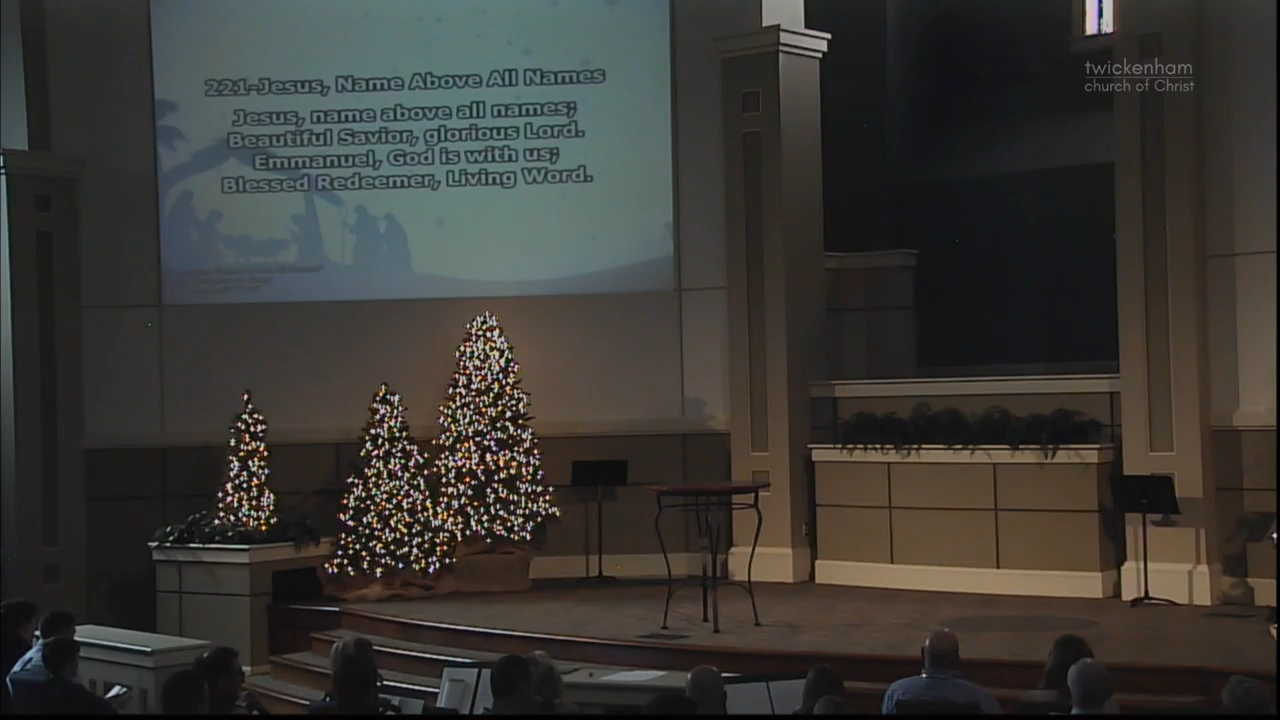 221-Jesus, Name Above All Names
Jesus, name above all names;
Beautiful Savior, glorious Lord.
Emmanuel, God is with us;
Blessed Redeemer, Living Word.
twickenham
church of Christ